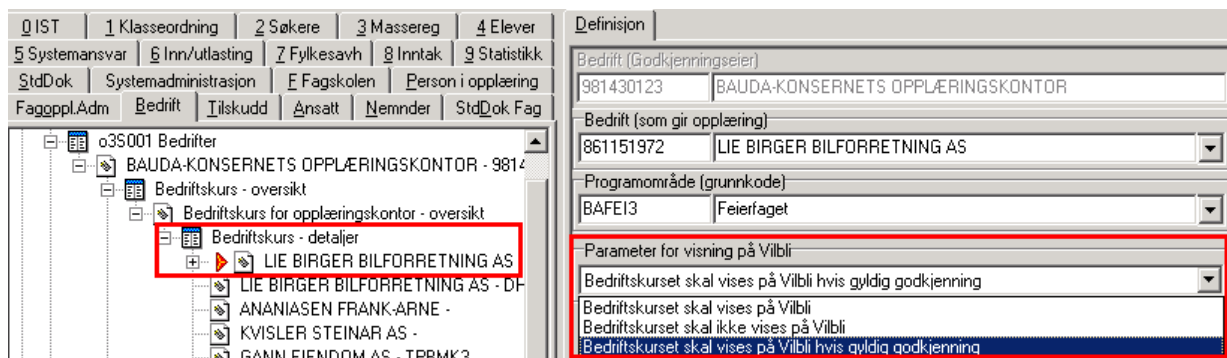 0 IST 1 Klasseordning 2 Søkere 3 Massereg 4 Elever
5 Systemansvar 6 Inn/utlasting 7 Fylkesavh 8 Inntak 9 Statistikk
StdDok Systemadministrasjon F Fagskolen Person i opplæring
Fagoppl.Adm Bedrift Tilskudd Ansatt Nemnder StdDok Fag
o3S001 Bedrifter
BAUDA-KONSERNETS OPPLÆRINGSKONTOR - 9814
Bedriftskurs - oversikt
Bedriftskurs for opplæringskontor - oversikt
Bedriftskurs - detaljer
LIE BIRGER BILFORRETNING AS
LIE BIRGER BILFORRETNING AS - DH
ANANIASEN FRANK-ARNE -
KVISLER STEINAR AS -
GANN EIENDOM AS - TPBMK3
Definisjon
Bedrift (Godkjenningseier)
981430123 BAUDA-KONSERNETS OPPLÆRINGSKONTOR
Bedrift (som gir opplæring)
861151972 LIE BIRGER BILFORRETNING AS
Programområde (grunnkode)
BAFEI3 Feierfaget
Parameter for visning på Vilbli
Bedriftskurset skal vises på Vilbli hvis gyldig godkjenning
Bedriftskurset skal vises på Vilbli
Bedriftskurset skal ikke vises på Vilbli
Bedriftskurset skal vises på Vilbli hvis gyldig godkjenning